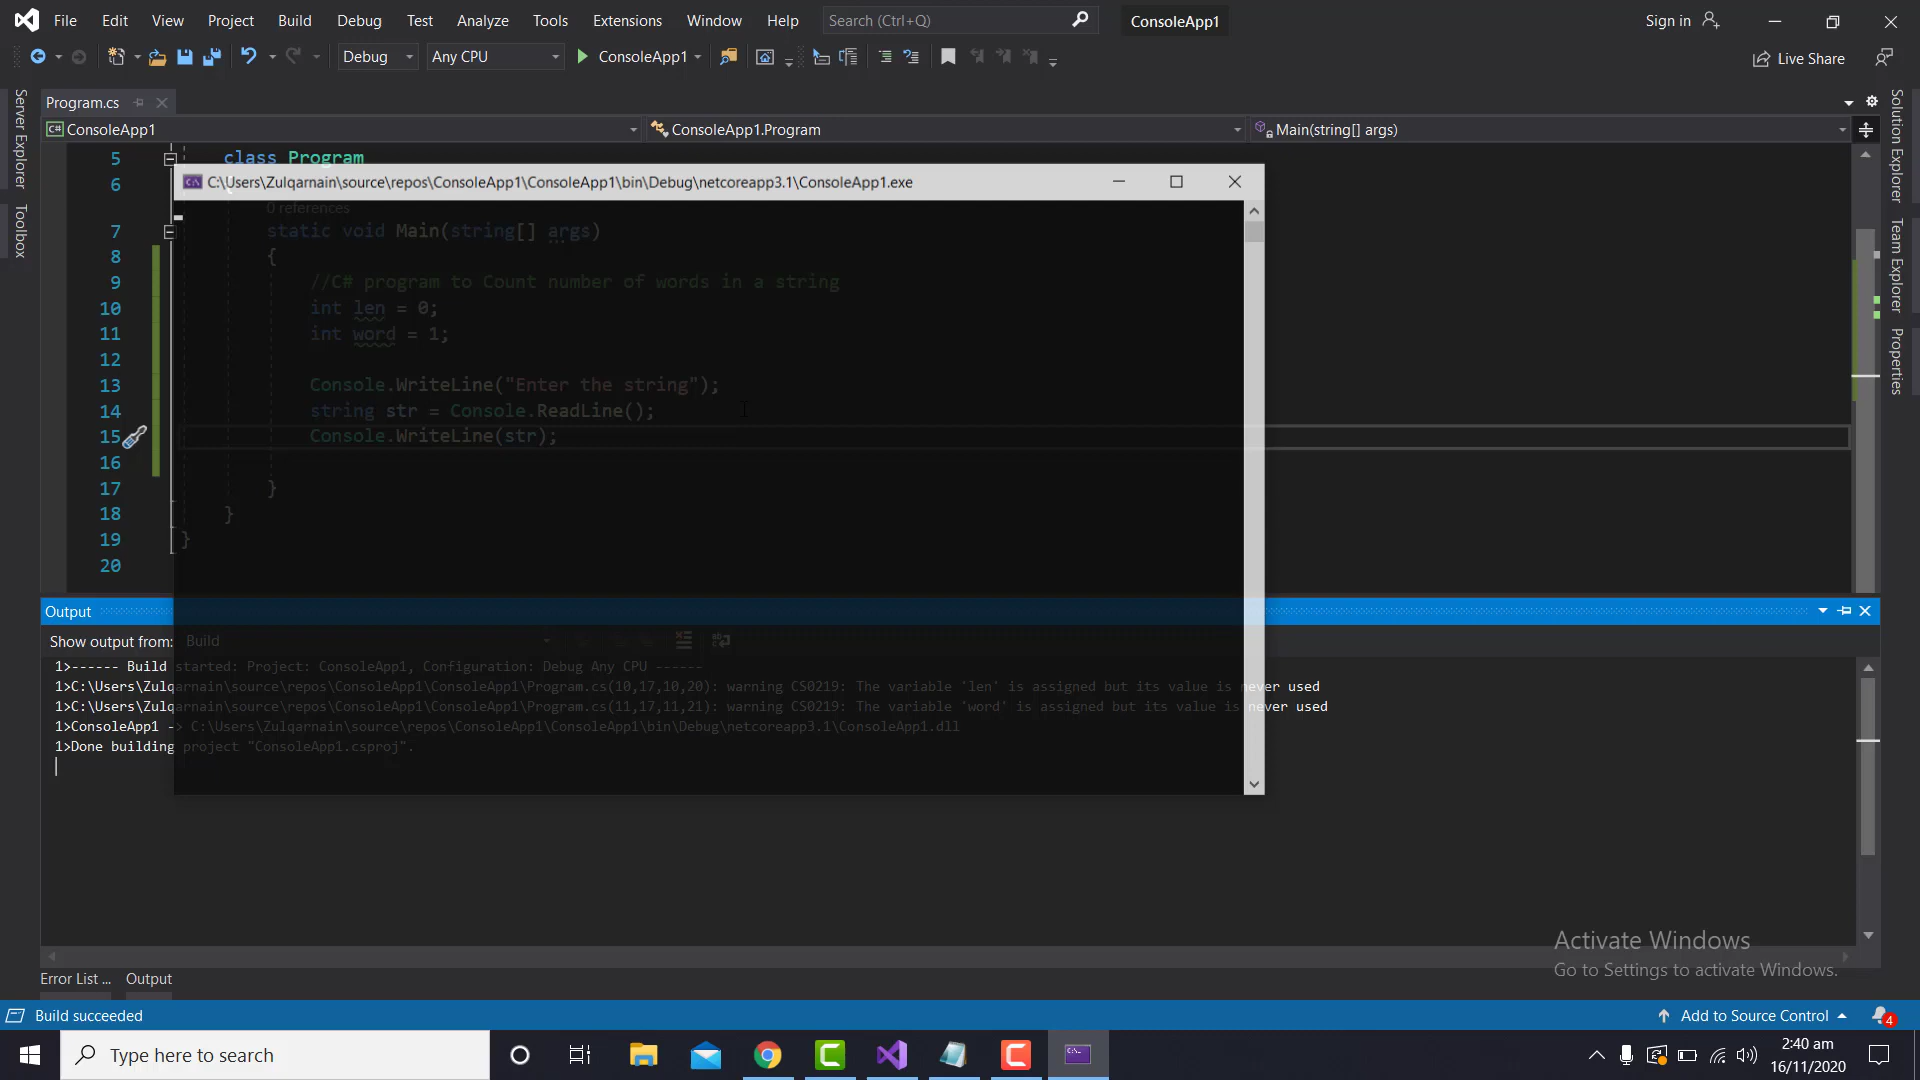 File Edit View Project Build Debug Test Analyze Tools Extensions Window Help Search (Ctrl+Q) ConsoleApp1 Sign in
Debug Any CPU ConsoleApp1 Live Share
Program.cs
ConsoleApp1 ConsoleApp1.Program Main(string[] args)
Server Explorer
Toolbox
Solution Explorer
Team Explorer
Properties
5 class Program
6 {
C:\Users\Zulqarnain\source\repos\ConsoleApp1\ConsoleApp1\bin\Debug\netcoreapp3.1\ConsoleApp1.exe
0 references
7 static void Main(string[] args)
8 {
9 //C# program to Count number of words in a string
10 int len = 0;
11 int word = 1;
12
13 Console.WriteLine("Enter the string");
14 string str = Console.ReadLine();
15 Console.WriteLine(str);
16
17 }
18 }
19 }
20
Output
Show output from: Build
1>------ Build started: Project: ConsoleApp1, Configuration: Debug Any CPU ------
1>C:\Users\Zulqarnain\source\repos\ConsoleApp1\ConsoleApp1\Program.cs(10,17,10,20): warning CS0219: The variable 'len' is assigned but its value is never used
1>C:\Users\Zulqarnain\source\repos\ConsoleApp1\ConsoleApp1\Program.cs(11,17,11,21): warning CS0219: The variable 'word' is assigned but its value is never used
1>ConsoleApp1 -> C:\Users\Zulqarnain\source\repos\ConsoleApp1\ConsoleApp1\bin\Debug\netcoreapp3.1\ConsoleApp1.dll
1>Done building project "ConsoleApp1.csproj".
Activate Windows
Go to Settings to activate Windows.
Error List ... Output
Build succeeded Add to Source Control 4
Type here to search
2:40 am
16/11/2020